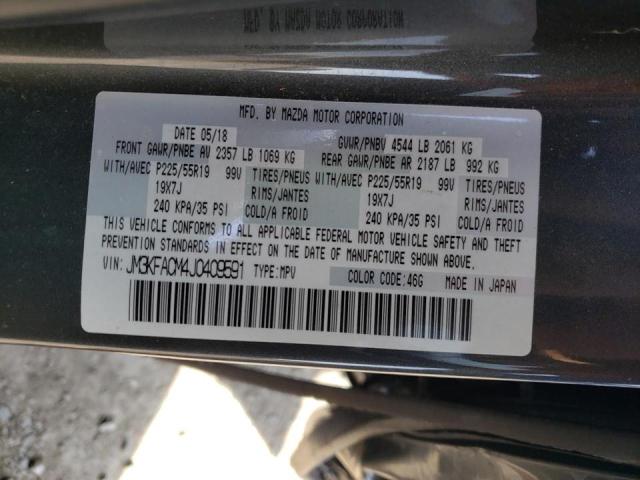 MFD. BY MAZDA MOTOR CORPORATION
DATE 05/18 GVWR/PNBV 4544 LB 2061 KG
FRONT GAWR/PNBE AV 2357 LB 1069 KG REAR GAWR/PNBE AR 2187 LB 992 KG
WITH/AVEC P225/55R19 99V TIRES/PNEUS WITH/AVEC P225/55R19 99V TIRES/PNEUS
19X7J RIMS/JANTES 19X7J RIMS/JANTES
240 KPA/35 PSI COLD/A FROID 240 KPA/35 PSI COLD/A FROID
THIS VEHICLE CONFORMS TO ALL APPLICABLE FEDERAL MOTOR VEHICLE SAFETY AND THEFT
PREVENTION STANDARDS IN EFFECT ON THE DATE OF MANUFACTURE SHOWN ABOVE.
VIN: JM3KFACM4J0409591 TYPE: MPV COLOR CODE: 46G MADE IN JAPAN